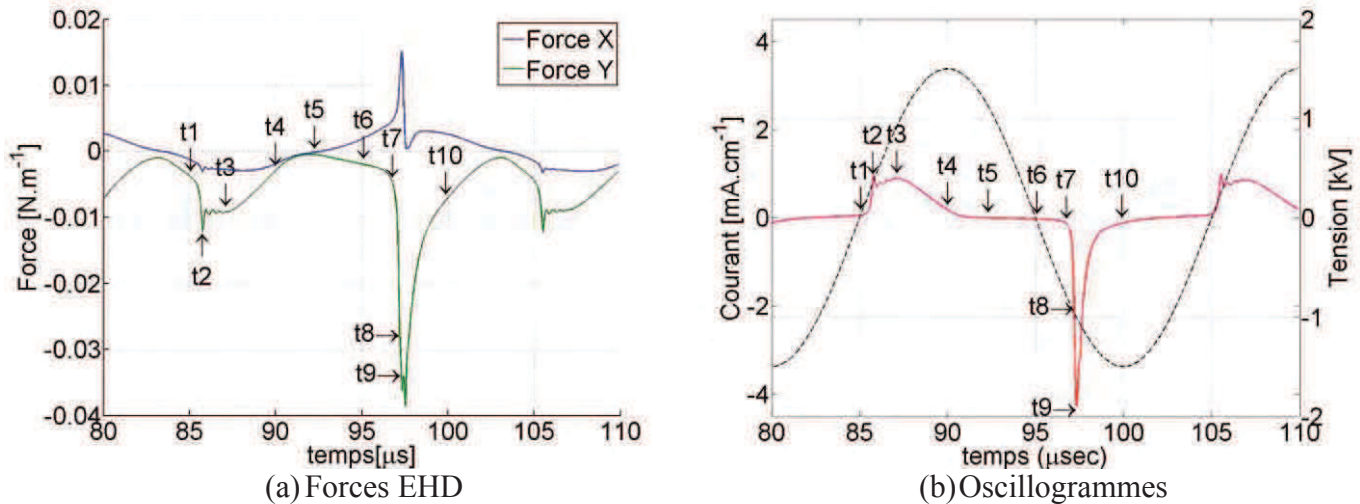 0.02
0.01
0
-0.01
-0.02
-0.03
-0.04
Force [N.m⁻¹]
Force X
Force Y
t1
t2
t3
t4
t5
t6
t7
t8
t9
t10
80
85
90
95
100
105
110
temps[μs]
(a) Forces EHD
4
2
0
-2
-4
Courant [mA.cm⁻¹]
t1
t2
t3
t4
t5
t6
t7
t8
t9
t10
2
1
0
-1
-2
Tension [kV]
80
85
90
95
100
105
110
temps (μsec)
(b) Oscillogrammes